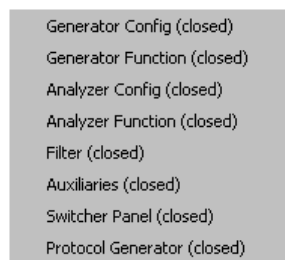 Generator Config (closed)
Generator Function (closed)
Analyzer Config (closed)
Analyzer Function (closed)
Filter (closed)
Auxiliaries (closed)
Switcher Panel (closed)
Protocol Generator (closed)